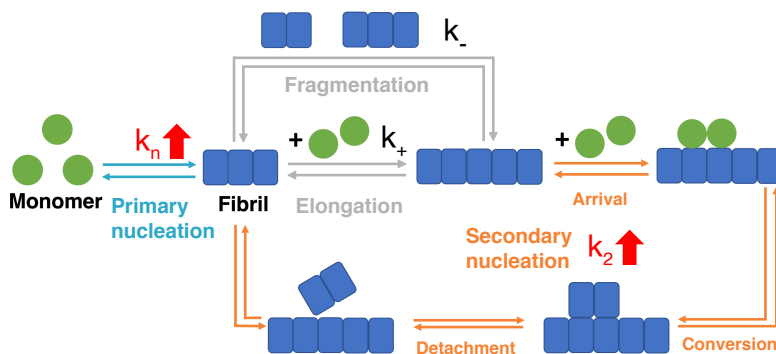 k-
Fragmentation
kn
+
k+
+
Monomer
Primary
nucleation
Fibril
Elongation
Arrival
Secondary
nucleation
k2
Detachment
Conversion